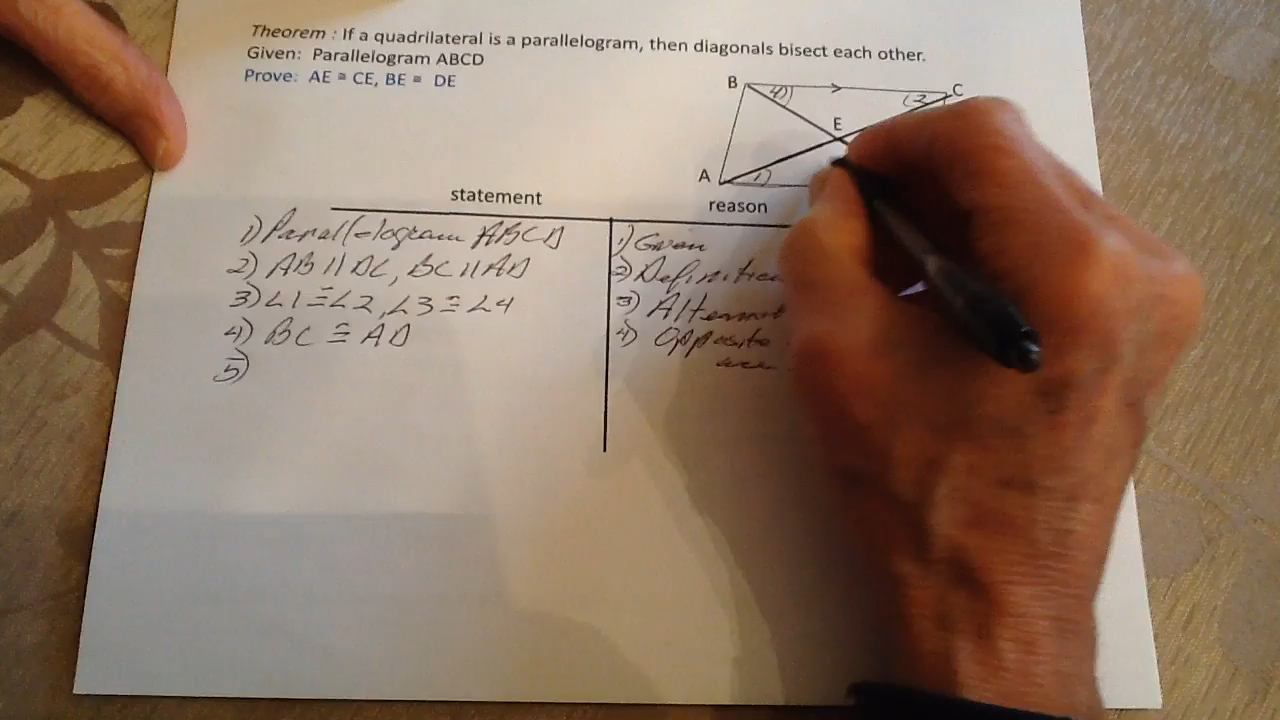 Theorem : If a quadrilateral is a parallelogram, then diagonals bisect each other.
Given: Parallelogram ABCD
Prove: AE ≅ CE, BE ≅ DE
B 4 2 C
E
A 1
statement reason
1) Parallelogram ABCD 1) Given
2) AB || DC, BC || AD 2) Definition
3) ∠1 ≅ ∠2, ∠3 ≅ ∠4 3) Alternat
4) BC ≅ AD 4) Opposite
5)